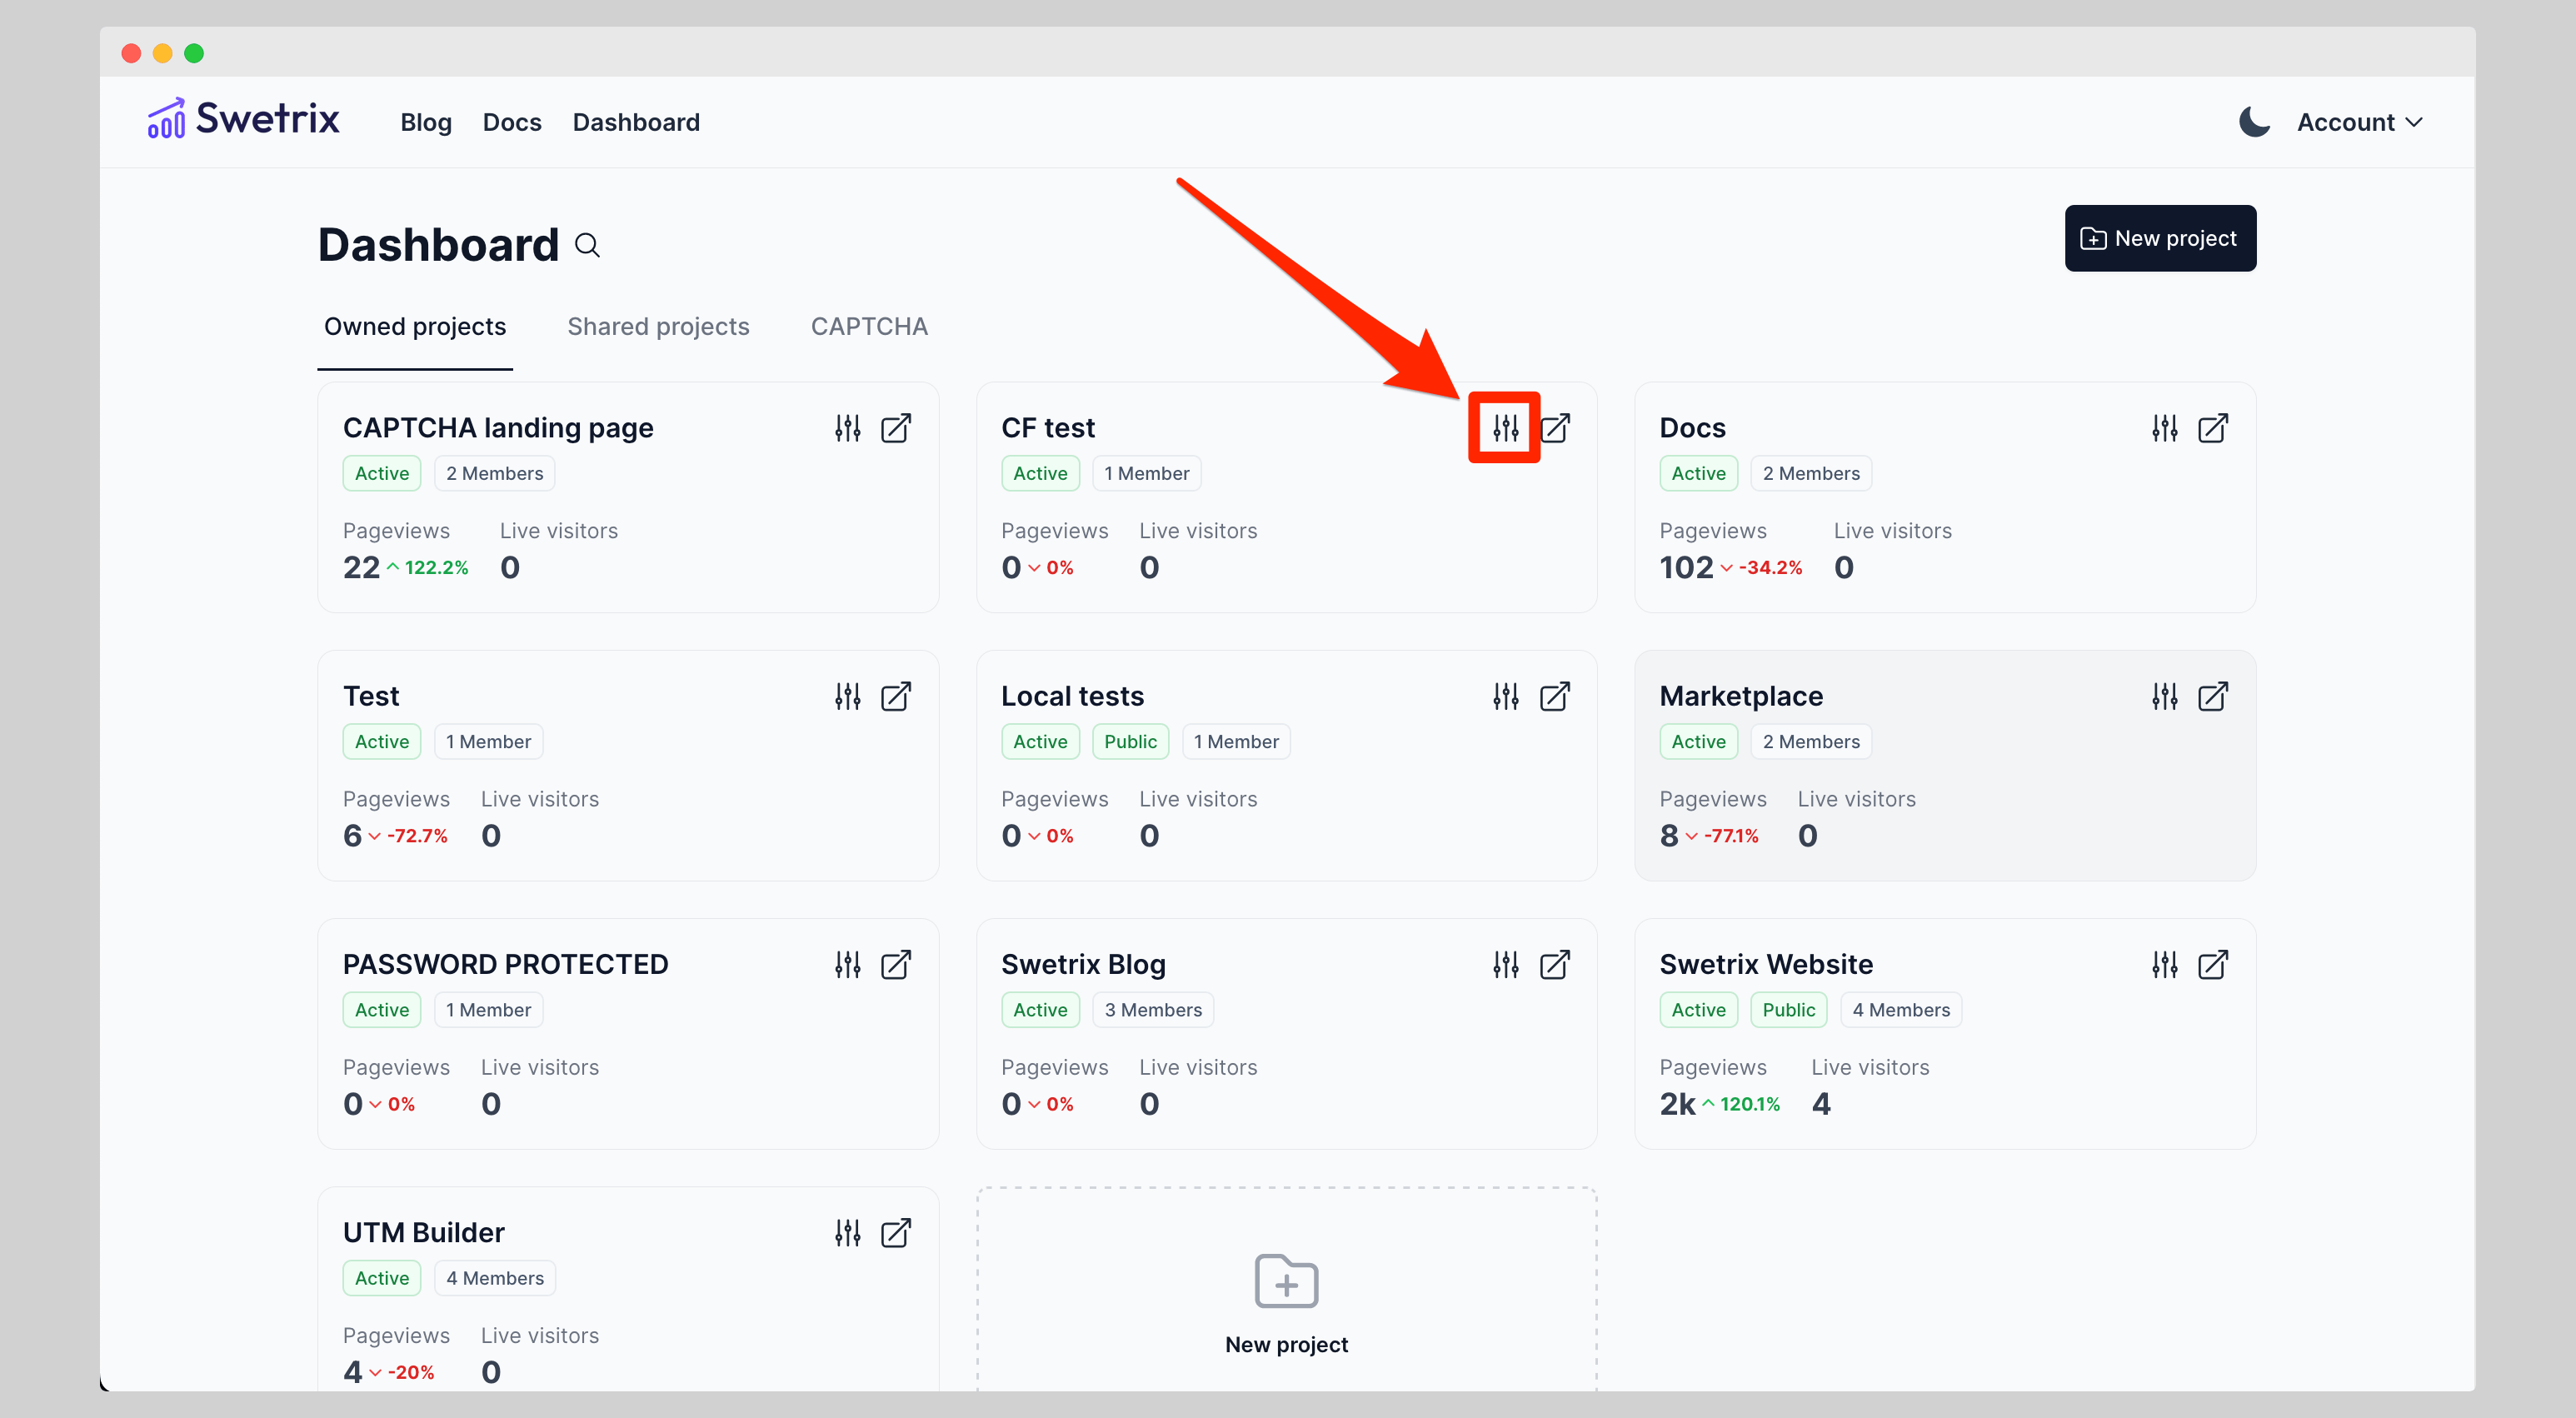 Swetrix Blog Docs Dashboard Account
Dashboard
New project
Owned projects Shared projects CAPTCHA
CAPTCHA landing page
Active 2 Members
Pageviews Live visitors
22 122.2% 0
CF test
Active 1 Member
Pageviews Live visitors
0 0% 0
Docs
Active 2 Members
Pageviews Live visitors
102 -34.2% 0
Test
Active 1 Member
Pageviews Live visitors
6 -72.7% 0
Local tests
Active Public 1 Member
Pageviews Live visitors
0 0% 0
Marketplace
Active 2 Members
Pageviews Live visitors
8 -77.1% 0
PASSWORD PROTECTED
Active 1 Member
Pageviews Live visitors
0 0% 0
Swetrix Blog
Active 3 Members
Pageviews Live visitors
0 0% 0
Swetrix Website
Active Public 4 Members
Pageviews Live visitors
2k 120.1% 4
UTM Builder
Active 4 Members
Pageviews Live visitors
4 -20% 0
New project